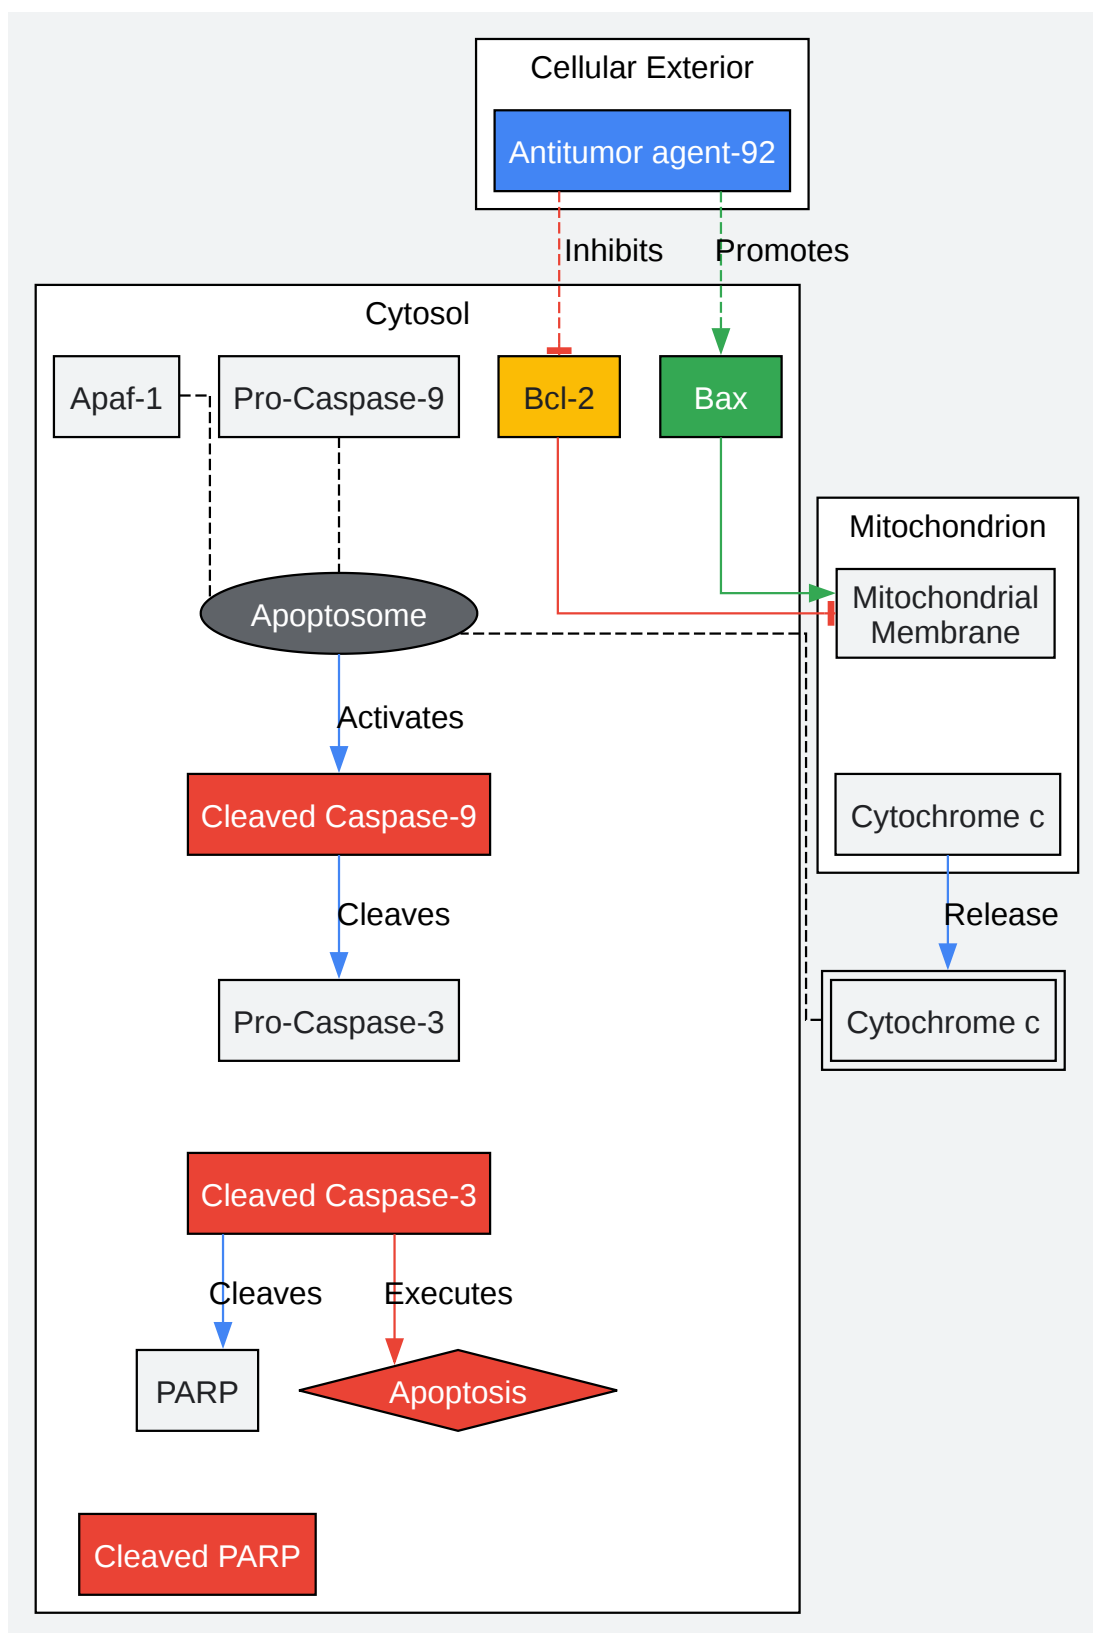 Cellular Exterior
Antitumor agent-92
Inhibits
Promotes
Cytosol
Apaf-1
Pro-Caspase-9
Bcl-2
Bax
Mitochondrion
Mitochondrial
Membrane
Apoptosome
Activates
Cleaved Caspase-9
Cytochrome c
Cleaves
Release
Pro-Caspase-3
Cytochrome c
Cleaved Caspase-3
Cleaves
Executes
PARP
Apoptosis
Cleaved PARP